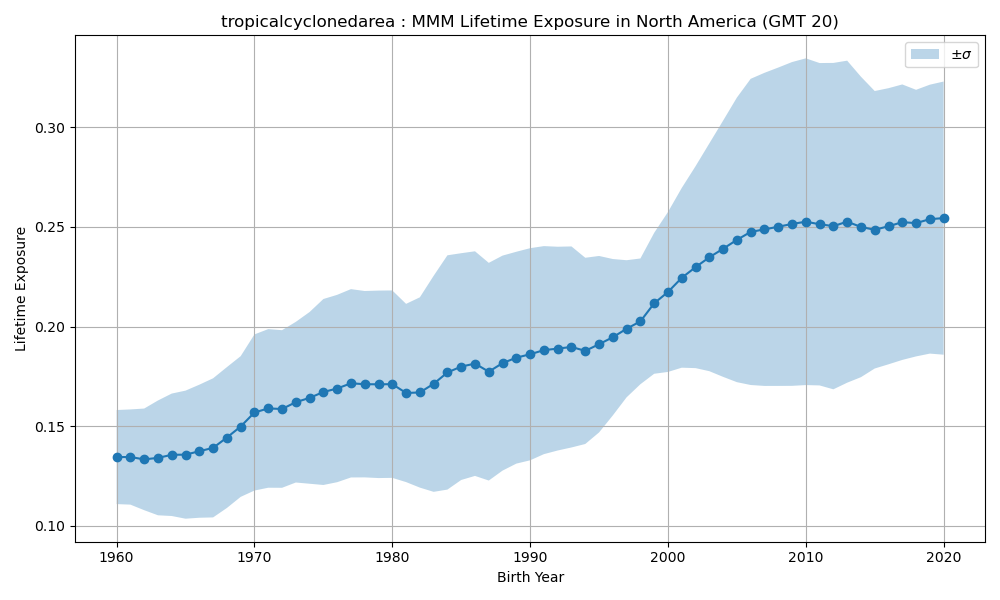 tropicalcyclonedarea : MMM Lifetime Exposure in North America (GMT 20)
±σ
Lifetime Exposure
0.30
0.25
0.20
0.15
0.10
1960 1970 1980 1990 2000 2010 2020
Birth Year